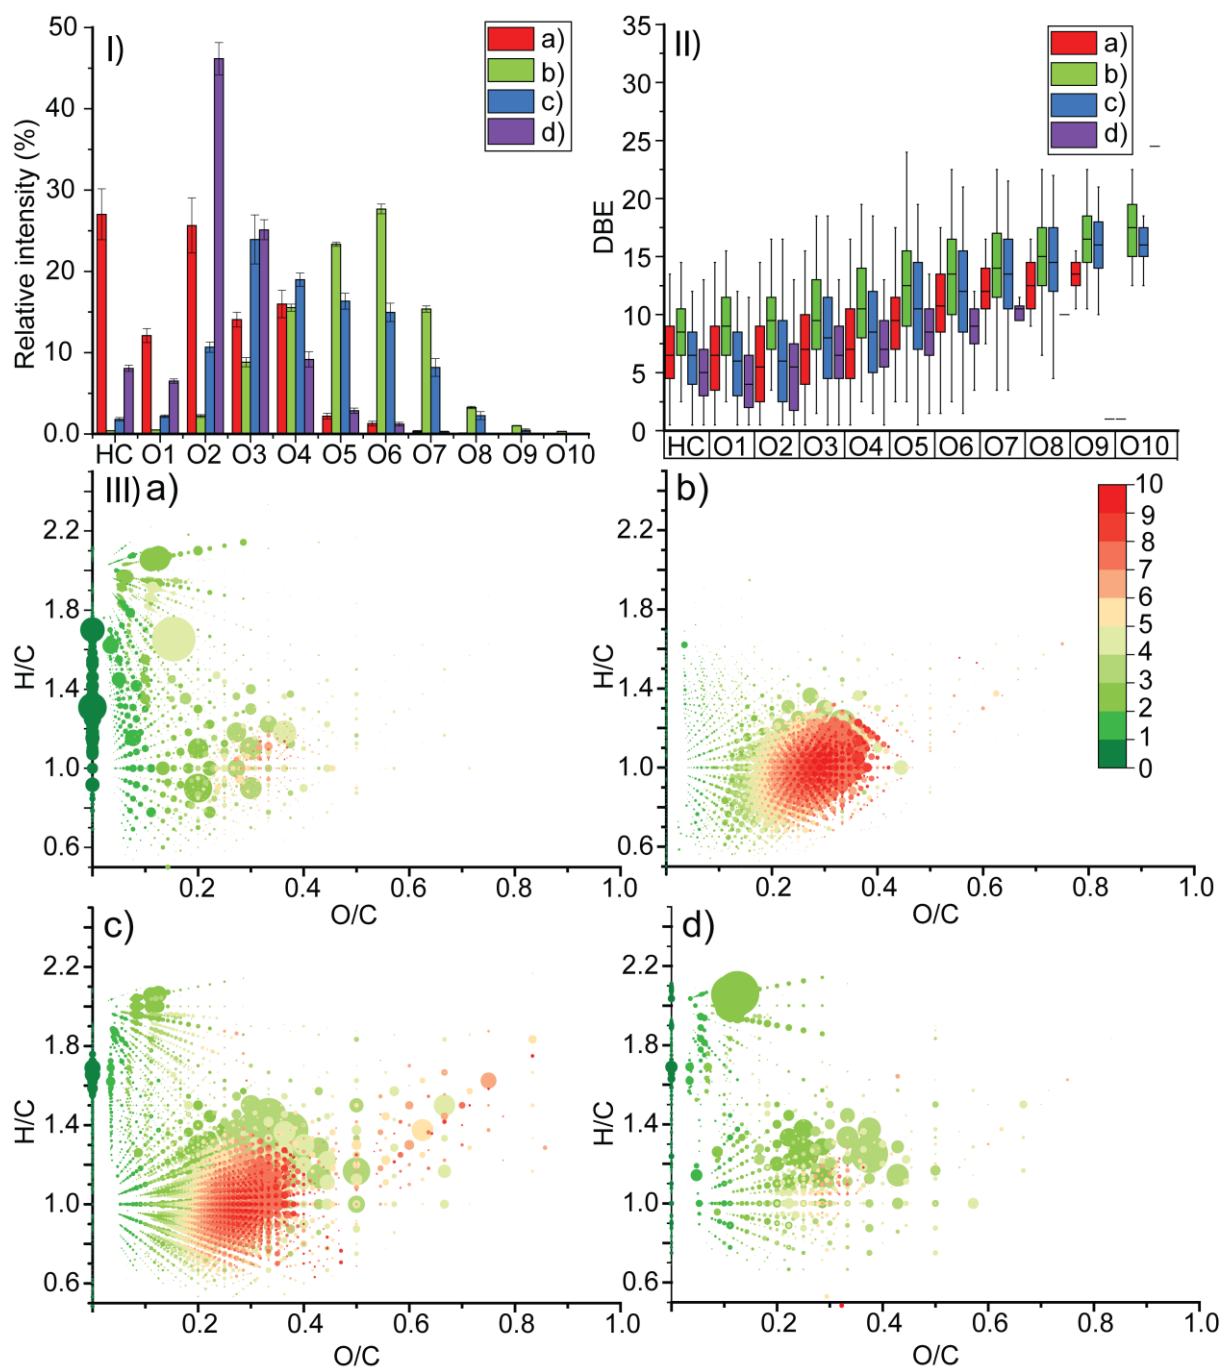 I)
a)
b)
c)
d)
Relative intensity (%)
50
40
30
20
10
0.0
HC O1 O2 O3 O4 O5 O6 O7 O8 O9 O10
II)
a)
b)
c)
d)
DBE
35
30
25
20
15
10
5
0
HC O1 O2 O3 O4 O5 O6 O7 O8 O9 O10
III) a)
H/C
2.2
1.8
1.4
1.0
0.6
0.2 0.4 0.6 0.8 1.0
O/C
b)
H/C
2.2
1.8
1.4
1.0
0.6
0.2 0.4 0.6 0.8 1.0
O/C
10
9
8
7
6
5
4
3
2
1
0
c)
H/C
2.2
1.8
1.4
1.0
0.6
0.2 0.4 0.6 0.8 1.0
O/C
d)
H/C
2.2
1.8
1.4
1.0
0.6
0.2 0.4 0.6 0.8 1.0
O/C